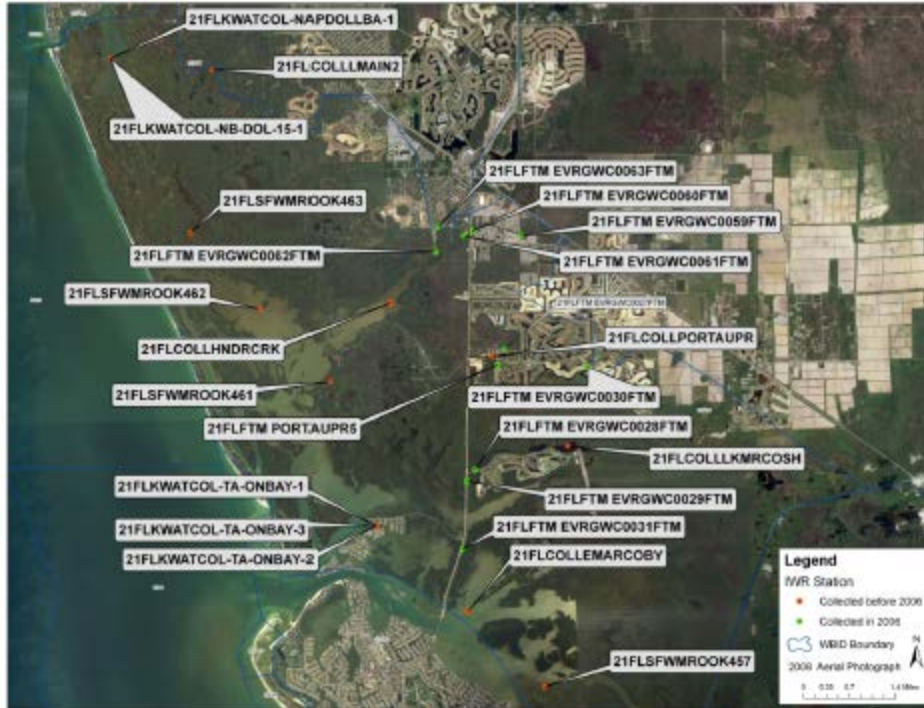 21FLKWATCOL-NAPDOLLBA-1
21FLCOLLLMAIN2
21FLKWATCOL-NB-DOL-15-1
21FLFTM EVRGWC0063FTM
21FLFTM EVRGWC0060FTM
21FLSFWMROOK463
21FLFTM EVRGWC0059FTM
21FLFTM EVRGWC0062FTM
21FLFTM EVRGWC0061FTM
21FLSFWMROOK462
21FLCOLLHNDRCRK
21FLCOLLPORTAUPR
21FLSFWMROOK461
21FLFTM EVRGWC0030FTM
21FLFTM PORTAUPR5
21FLFTM EVRGWC0028FTM
21FLCOLLLKMRCOSH
21FLKWATCOL-TA-ONBAY-1
21FLFTM EVRGWC0029FTM
21FLKWATCOL-TA-ONBAY-3
21FLFTM EVRGWC0031FTM
21FLKWATCOL-TA-ONBAY-2
21FLCOLLEMARCOBY
21FLSFWMROOK457
Legend
IWR Station
Collected before 2006
Collected in 2006
WBID Boundary
Aerial Photograph
N